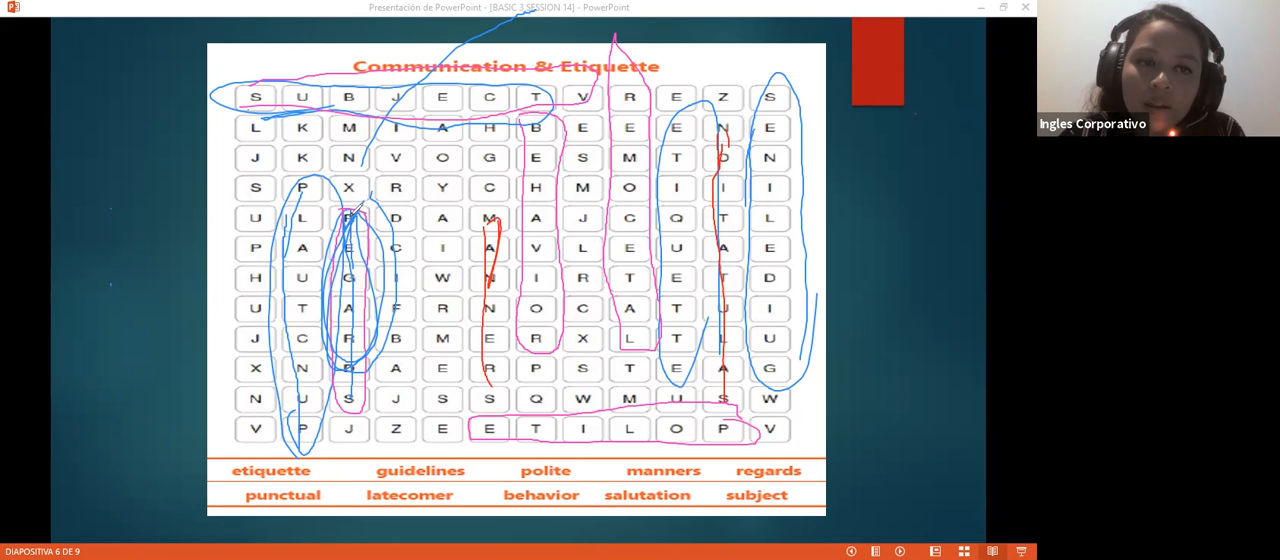 Presentación de PowerPoint - [BASIC 3 SESSION 14] - PowerPoint
Communication & Etiquette
S U B J E C T V R E Z S
L K M I A H B E E E N E
J K N V O G E S M T O N
S P X R Y C H M O I I I
U L R D A M A J C Q T L
P A E C I A V L E U A E
H U G I W N I R T E T D
U T A F R N O C A T U I
J C R B M E R X L T L U
X N D A E R P S T E A G
N U S J S S Q W M U S W
V P J Z E E T I L O P V
etiquette guidelines polite manners regards
punctual latecomer behavior salutation subject
Ingles Corporativo
DIAPOSITIVA 6 DE 9